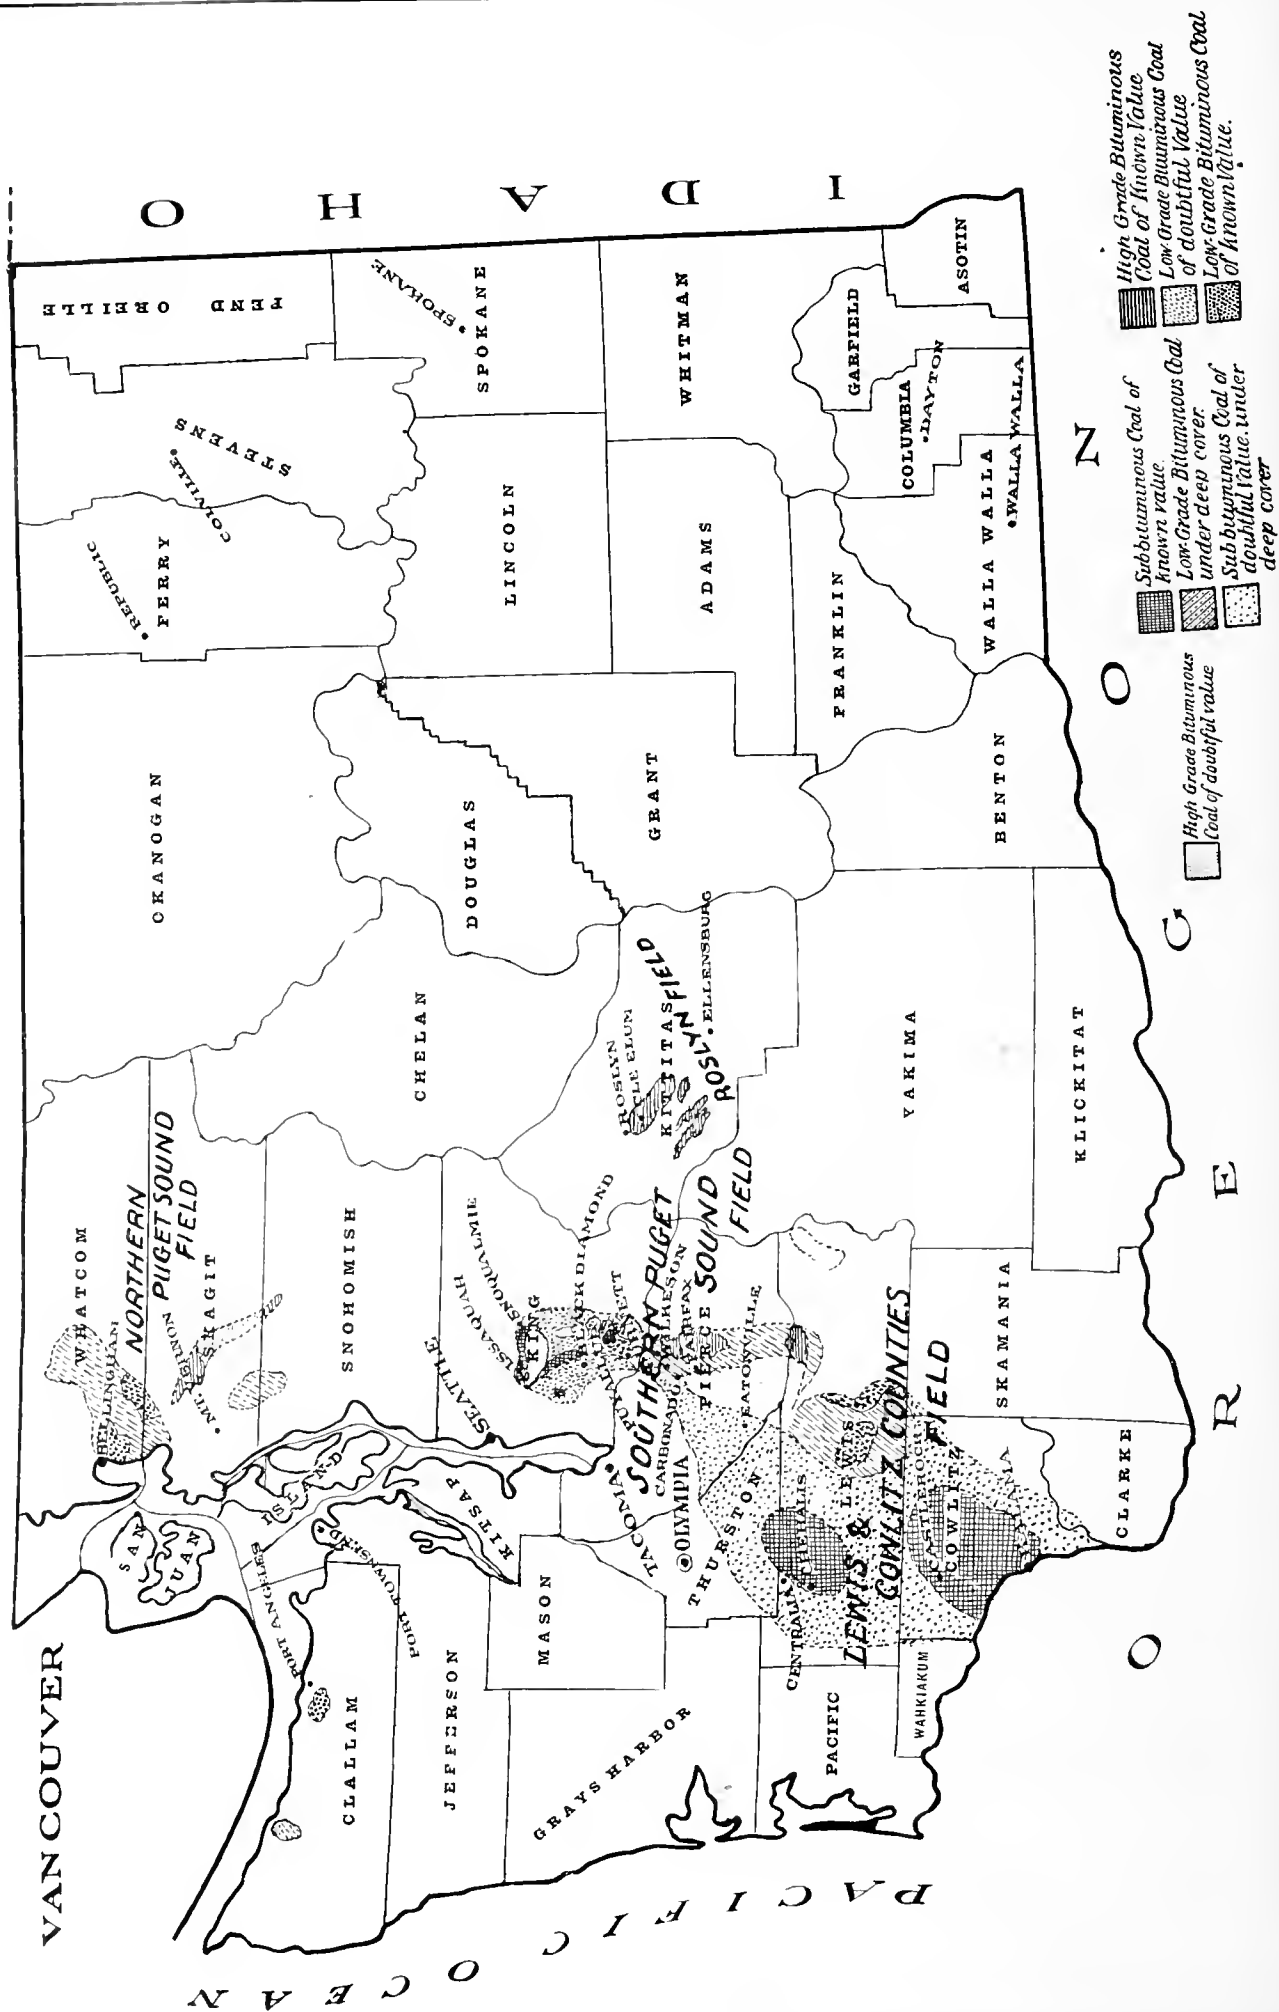 VANCOUVER
PACIFIC OCEAN
IDAHO
OREGON
SAN
JUAN
WHATCOM
BELLINGHAM
NORTHERN
PUGET SOUND
FIELD
SKAGIT
MT. VERNON
ISLAND
SNOHOMISH
OKANOGAN
REPUBLIC
FERRY
COLVILLE
STEVENS
PEND OREILLE
PORT ANGELES
CLALLAM
PORT TOWNSEND
JEFFERSON
KITSAP
SEATTLE
ISSAQUAH
SNOQUALMIE
KING
BLACK DIAMOND
CHELAN
DOUGLAS
LINCOLN
SPOKANE
SPOKANE
MASON
GRAYS HARBOR
TACOMA
PUYALLUP
BURNETT
WILKESON
CARBONADO
FAIRFAX
SOUTHERN PUGET
SOUND
FIELD
PIERCE
EATONVILLE
OLYMPIA
THURSTON
ROSLYN
CLE ELUM
KITTITAS
ROSLYN FIELD
ELLENSBURG
GRANT
ADAMS
WHITMAN
PACIFIC
CENTRALIA
CHEHALIS
LEWIS
LEWIS &
COWLITZ COUNTIES
FIELD
YAKIMA
FRANKLIN
COLUMBIA
DAYTON
GARFIELD
ASOTIN
WAHKIAKUM
CASTLEROCK
COWLITZ
KALAMA
SKAMANIA
CLARKE
KLICKITAT
BENTON
WALLA WALLA
WALLA WALLA
High Grade Bituminous
Coal of doubtful value
Subbituminous Coal of
known value.
Low-Grade Bituminous Coal
under deep cover.
Subbituminous Coal of
doubtful Value. under
deep cover
High Grade Bituminous
Coal of Known Value
Low-Grade Bituminous Coal
of doubtful Value
Low-Grade Bituminous Coal
of known Value.